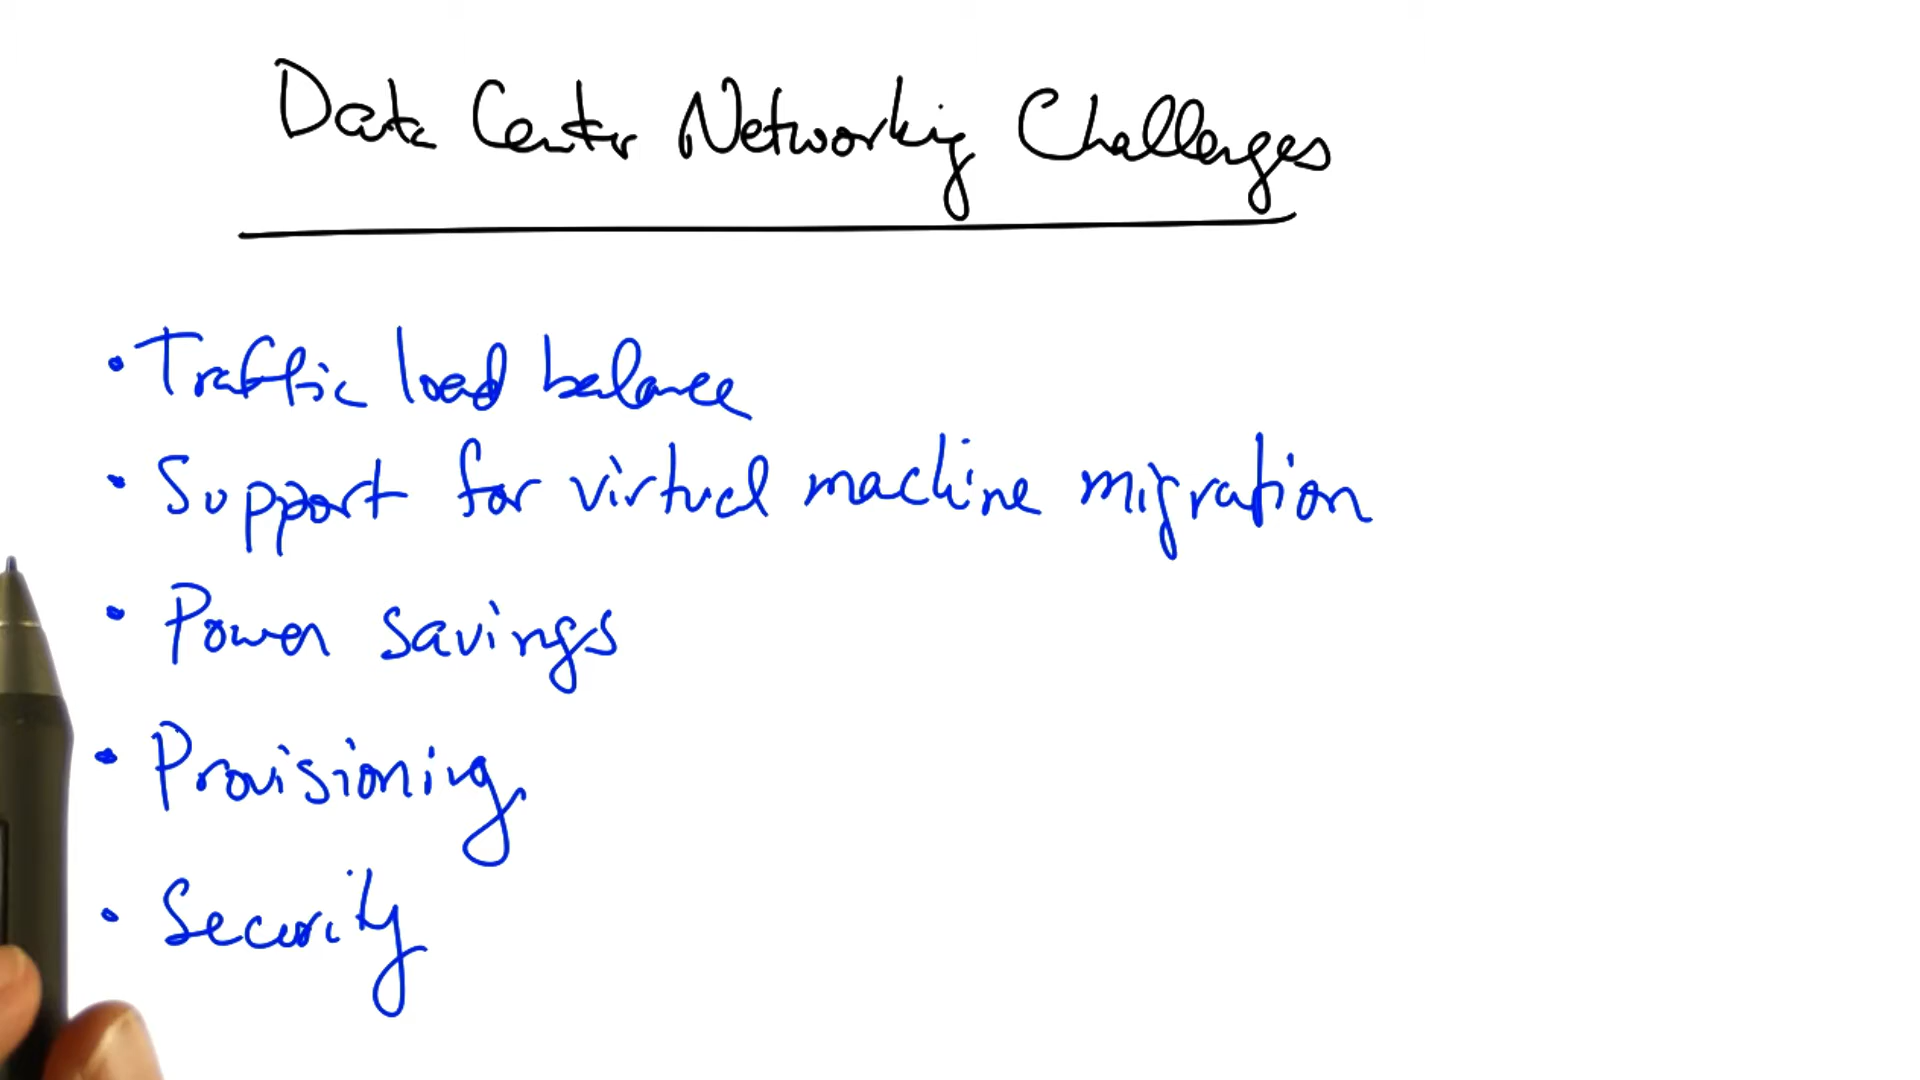 Data Center Networking Challenges
• Traffic load balance
• Support for virtual machine migration
• Power savings
• Provisioning
• Security